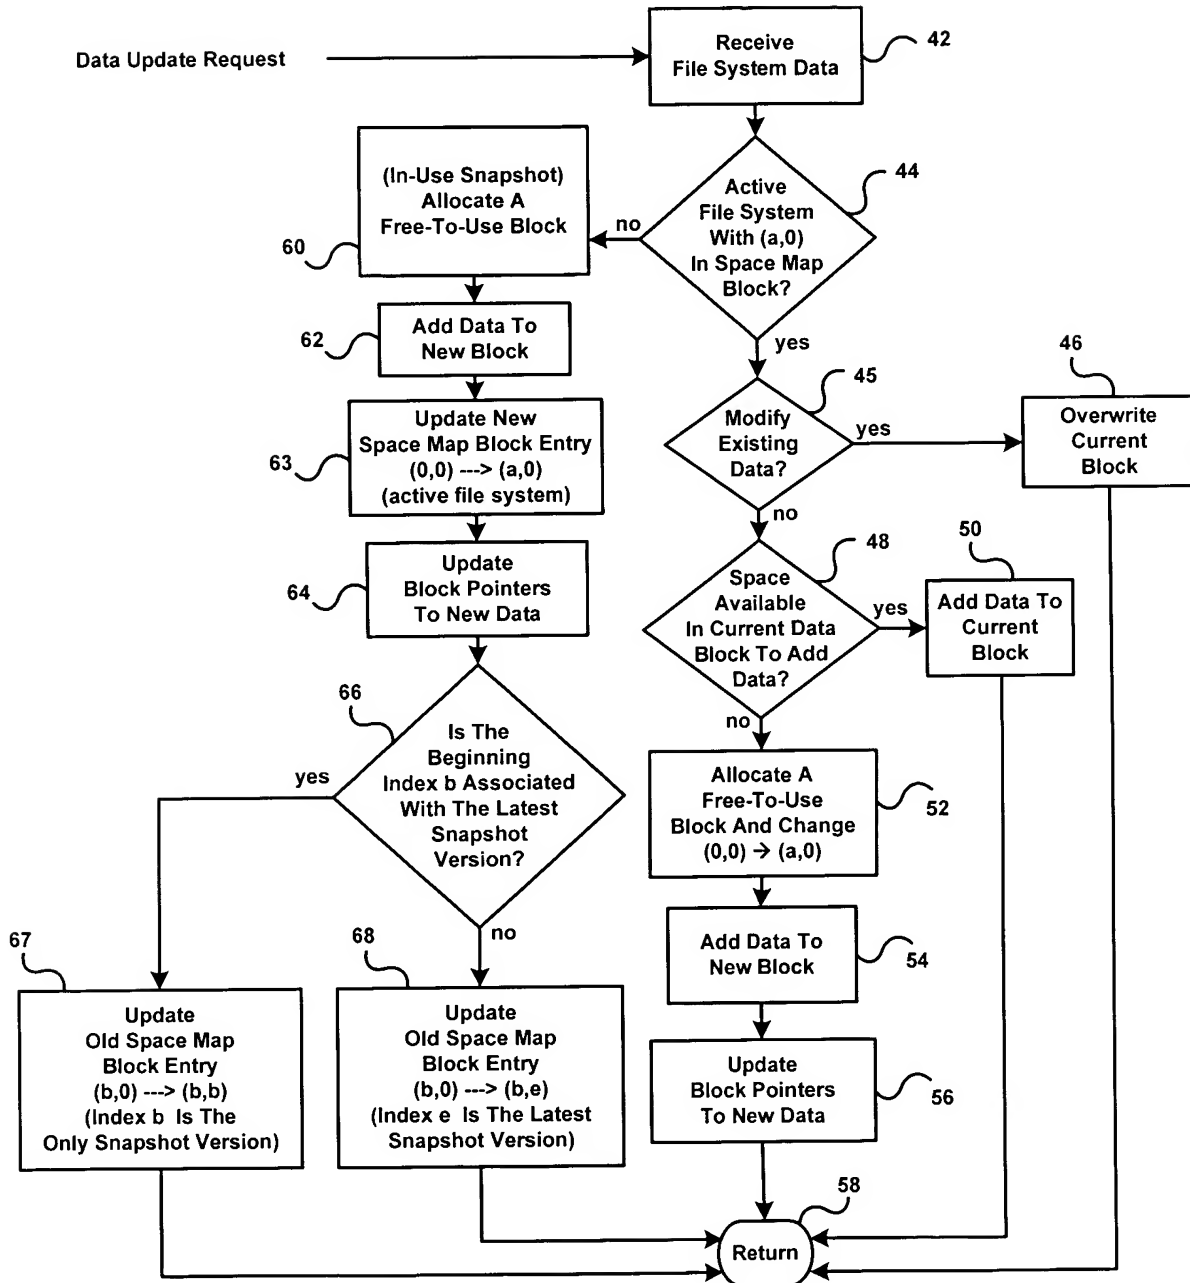 Data Update Request
Receive
File System Data
42
(In-Use Snapshot)
Allocate A
Free-To-Use Block
60
no
Active
File System
With (a,0)
In Space Map
Block?
44
yes
Add Data To
New Block
62
Update New
Space Map Block Entry
(0,0) ---> (a,0)
(active file system)
63
Modify
Existing
Data?
45
yes
no
46
Overwrite
Current
Block
Update
Block Pointers
To New Data
64
Space
Available
In Current Data
Block To Add
Data?
48
yes
no
50
Add Data To
Current
Block
66
Is The
Beginning
Index b Associated
With The Latest
Snapshot
Version?
yes
no
Allocate A
Free-To-Use
Block And Change
(0,0) → (a,0)
52
Add Data To
New Block
54
67
Update
Old Space Map
Block Entry
(b,0) ---> (b,b)
(Index b Is The
Only Snapshot Version)
68
Update
Old Space Map
Block Entry
(b,0) ---> (b,e)
(Index e Is The Latest
Snapshot Version)
Update
Block Pointers
To New Data
56
58
Return